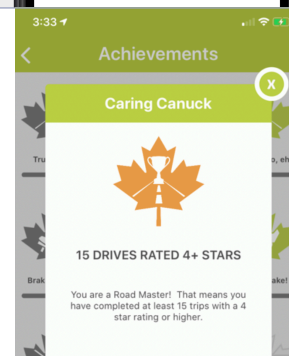 3:33
Achievements
X
Caring Canuck
Tru
o, eh
15 DRIVES RATED 4+ STARS
Brak
ake!
You are a Road Master! That means you
have completed at least 15 trips with a 4
star rating or higher.